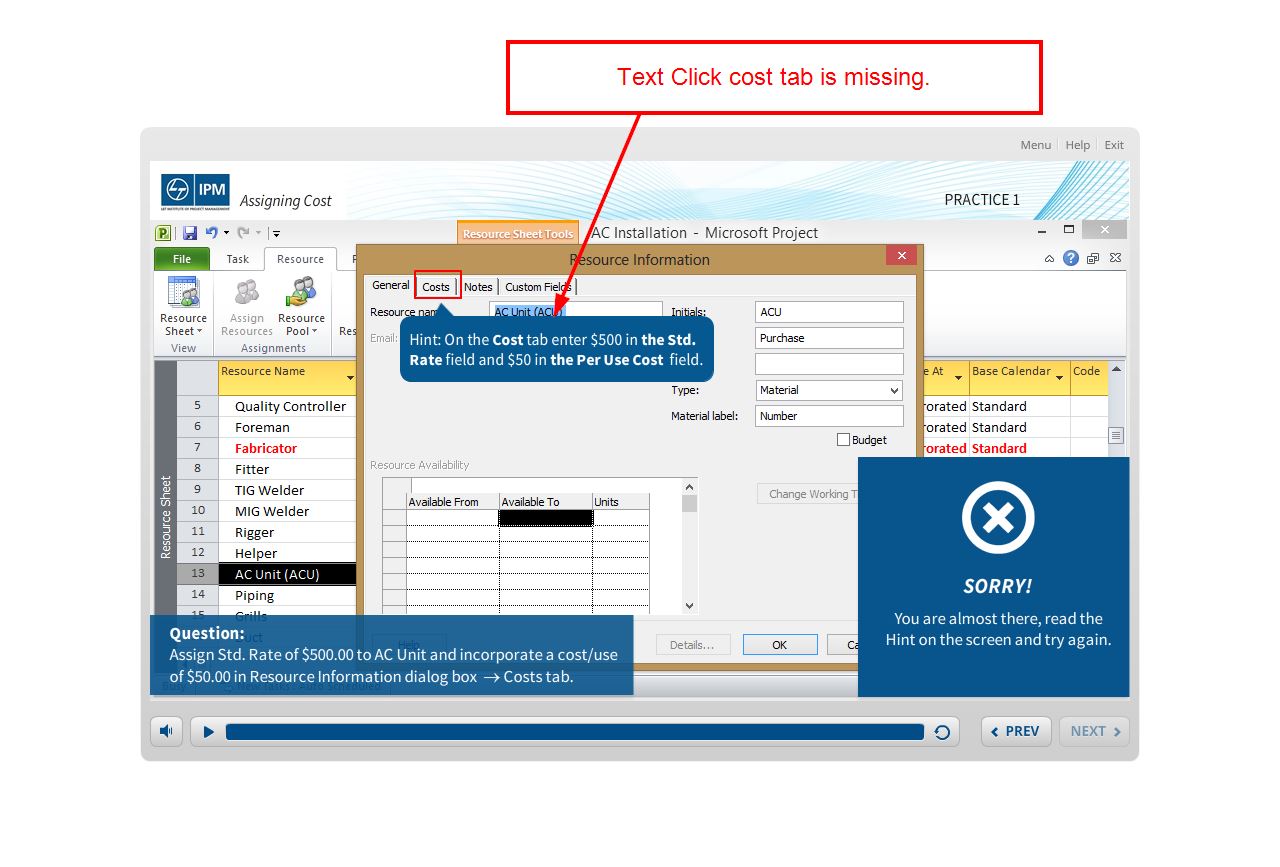 Text Click cost tab is missing.
Menu Help Exit
IPM
L&T INSTITUTE OF PROJECT MANAGEMENT
Assigning Cost
PRACTICE 1
Resource Sheet Tools
AC Installation - Microsoft Project
File Task Resource
Resource Information
General Costs Notes Custom Fields
Resource Sheet
Assign Resources
Resource Pool
View
Assignments
Resource name
AC Unit (ACU)
Initials:
ACU
Email:
Hint: On the Cost tab enter $500 in the Std.
Rate field and $50 in the Per Use Cost field.
Purchase
Type:
Material
Material label:
Number
Budget
Resource Name
Base Calendar
Code
5 Quality Controller
Standard
6 Foreman
Standard
7 Fabricator
Standard
8 Fitter
9 TIG Welder
10 MIG Welder
11 Rigger
12 Helper
13 AC Unit (ACU)
14 Piping
15 Grills
Resource Sheet
Resource Availability
Available From Available To Units
Change Working T
Help
Details...
OK
Ca
SORRY!
You are almost there, read the
Hint on the screen and try again.
Question:
Assign Std. Rate of $500.00 to AC Unit and incorporate a cost/use
of $50.00 in Resource Information dialog box → Costs tab.
PREV
NEXT